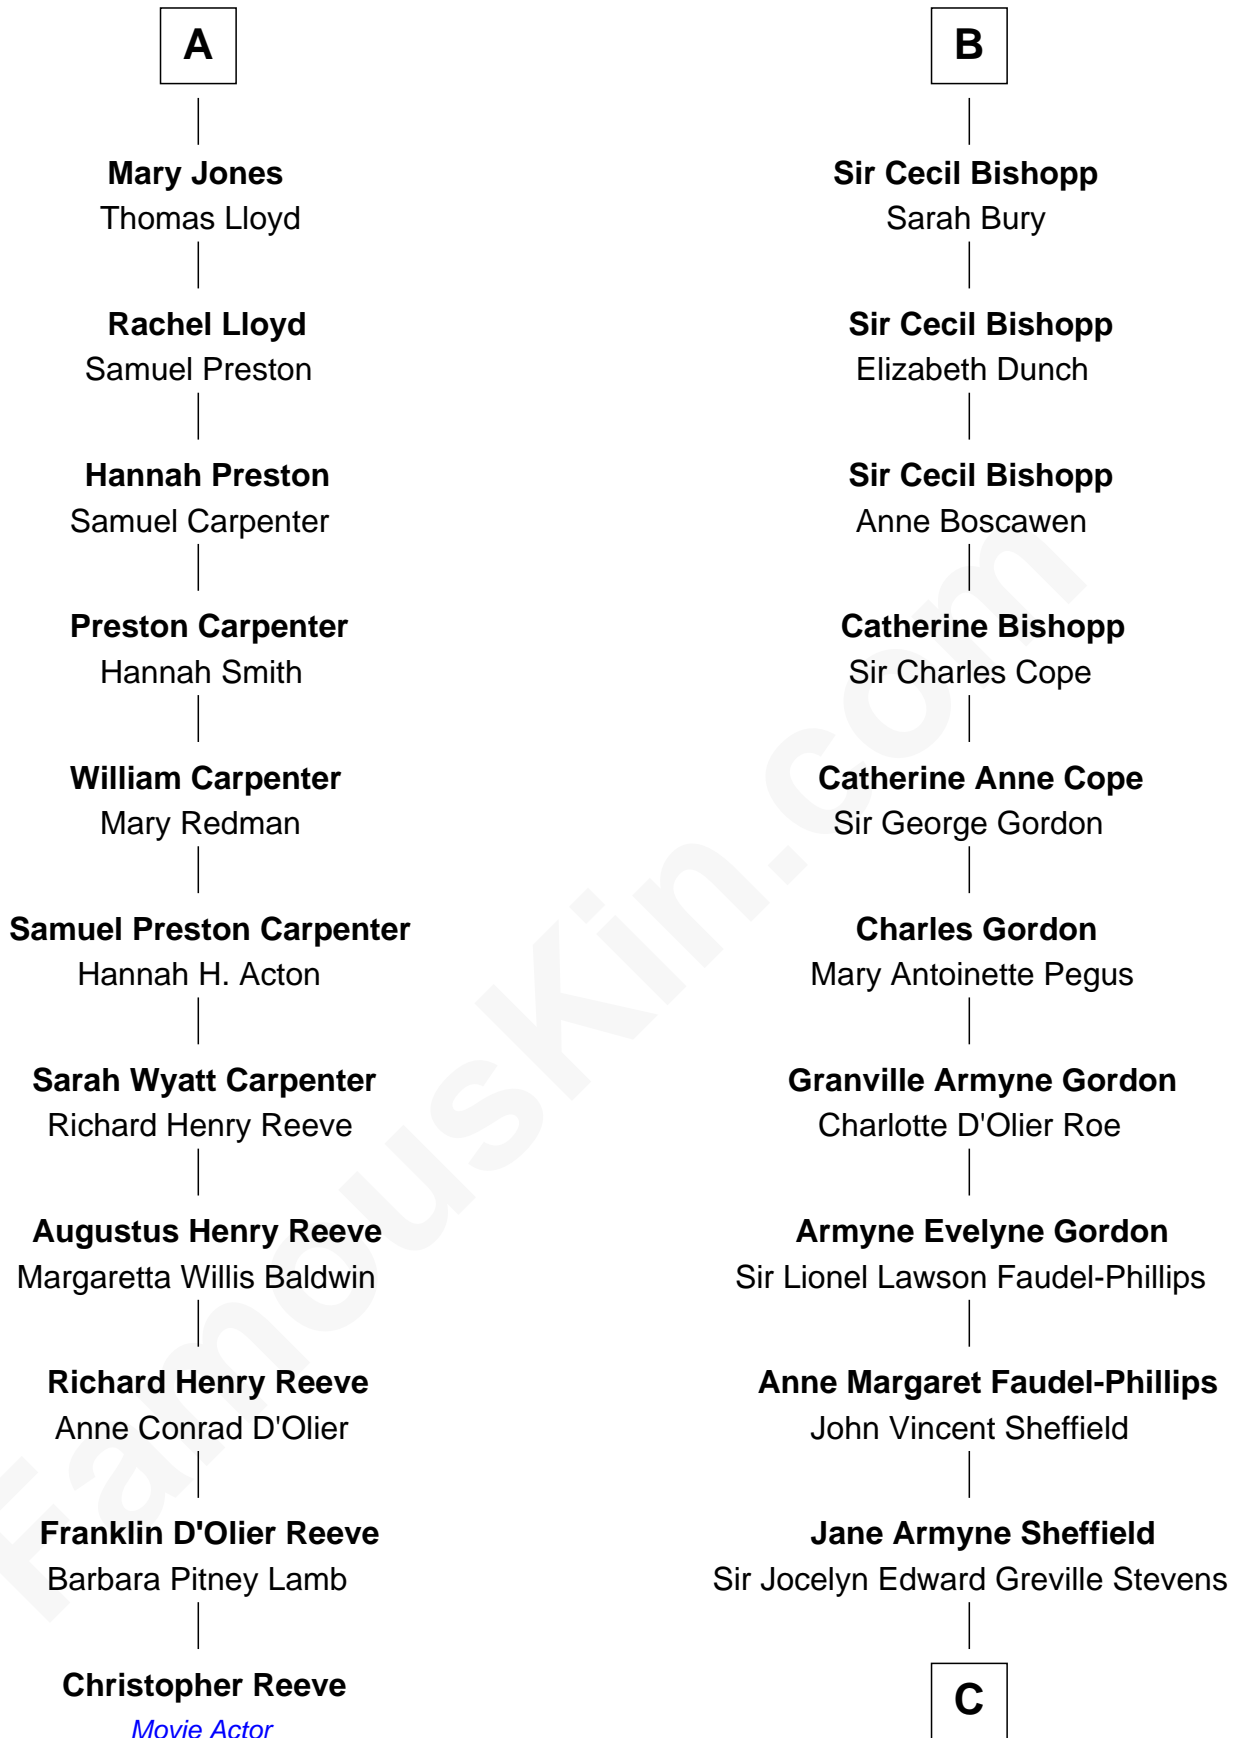 A
Mary Jones
Thomas Lloyd
Rachel Lloyd
Samuel Preston
Hannah Preston
Samuel Carpenter
Preston Carpenter
Hannah Smith
William Carpenter
Mary Redman
Samuel Preston Carpenter
Hannah H. Acton
Sarah Wyatt Carpenter
Richard Henry Reeve
Augustus Henry Reeve
Margaretta Willis Baldwin
Richard Henry Reeve
Anne Conrad D'Olier
Franklin D'Olier Reeve
Barbara Pitney Lamb
Christopher Reeve
Movie Actor
B
Sir Cecil Bishopp
Sarah Bury
Sir Cecil Bishopp
Elizabeth Dunch
Sir Cecil Bishopp
Anne Boscawen
Catherine Bishopp
Sir Charles Cope
Catherine Anne Cope
Sir George Gordon
Charles Gordon
Mary Antoinette Pegus
Granville Armyne Gordon
Charlotte D'Olier Roe
Armyne Evelyne Gordon
Sir Lionel Lawson Faudel-Phillips
Anne Margaret Faudel-Phillips
John Vincent Sheffield
Jane Armyne Sheffield
Sir Jocelyn Edward Greville Stevens
C
FamousKin.com